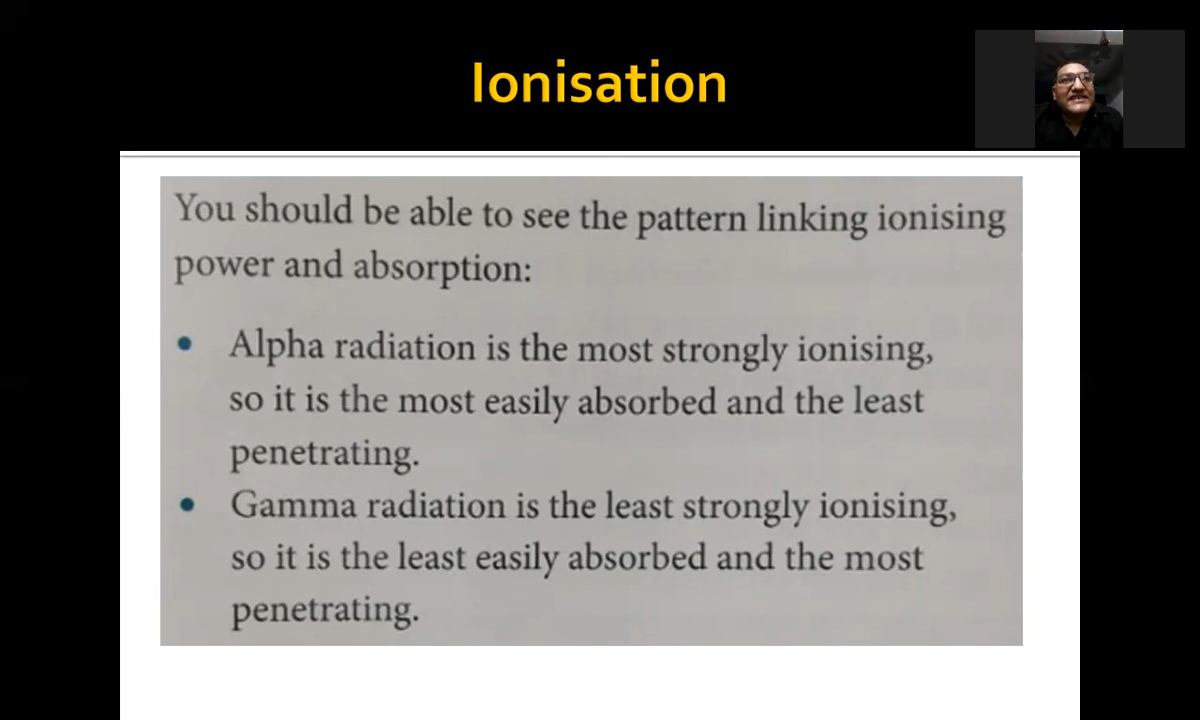 Ionisation
You should be able to see the pattern linking ionising
power and absorption:
• Alpha radiation is the most strongly ionising,
so it is the most easily absorbed and the least
penetrating.
• Gamma radiation is the least strongly ionising,
so it is the least easily absorbed and the most
penetrating.